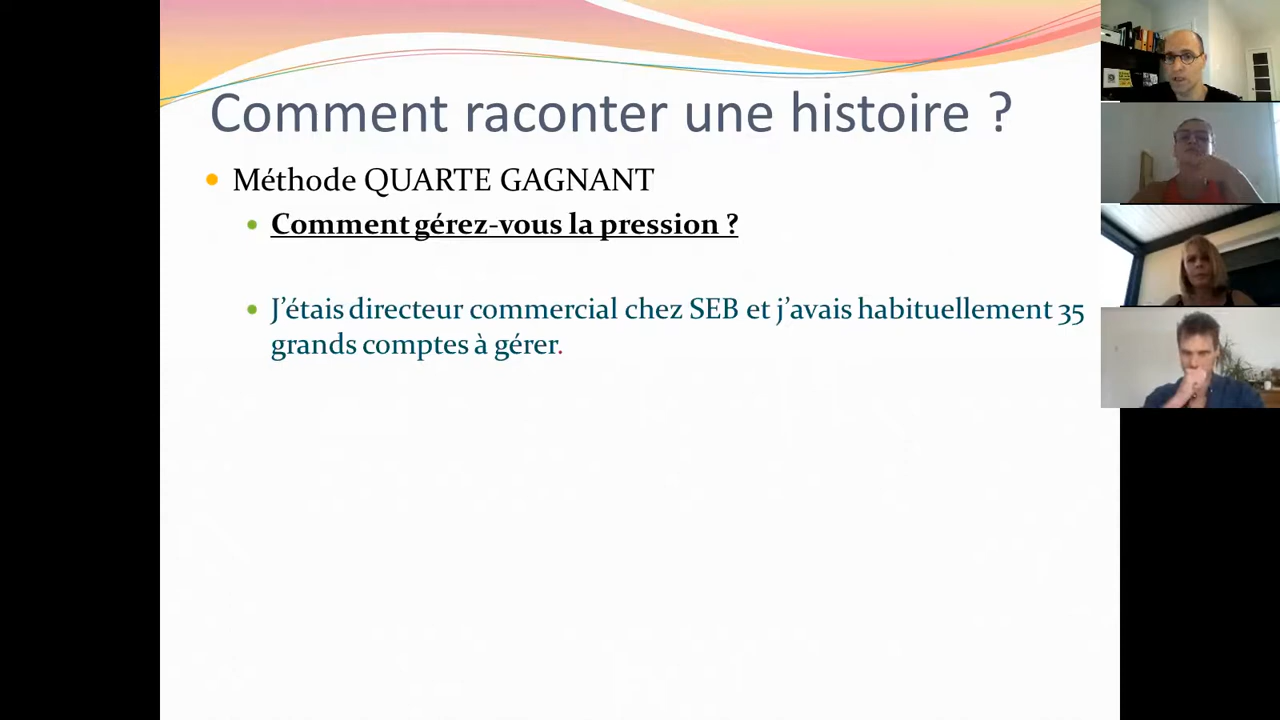 Comment raconter une histoire ?
Méthode QUARTE GAGNANT
Comment gérez-vous la pression ?
J’étais directeur commercial chez SEB et j’avais habituellement 35
grands comptes à gérer.